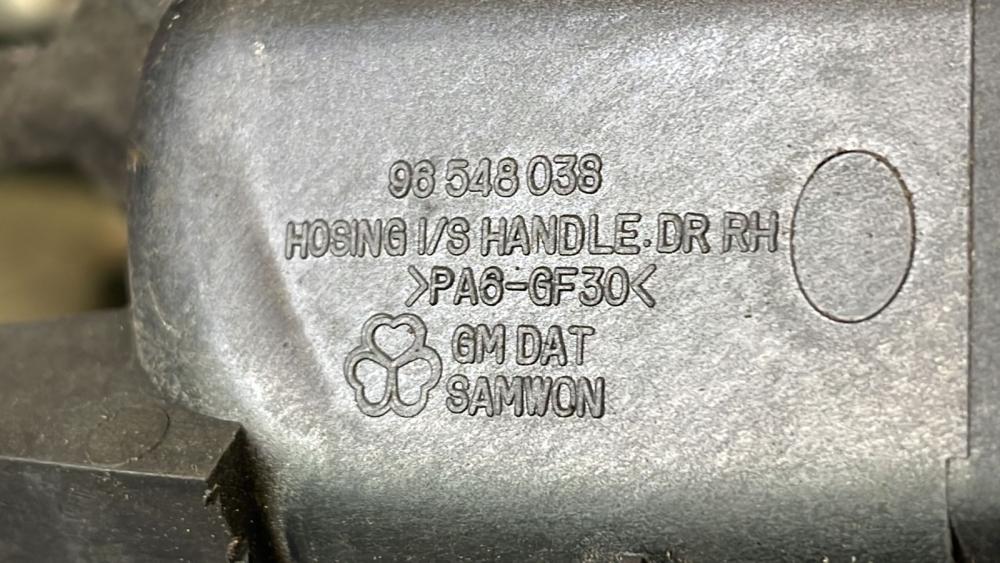 96 548 038
HOSING I/S HANDLE.DR RH
>PA6-GF30<
GM DAT
SAMWON